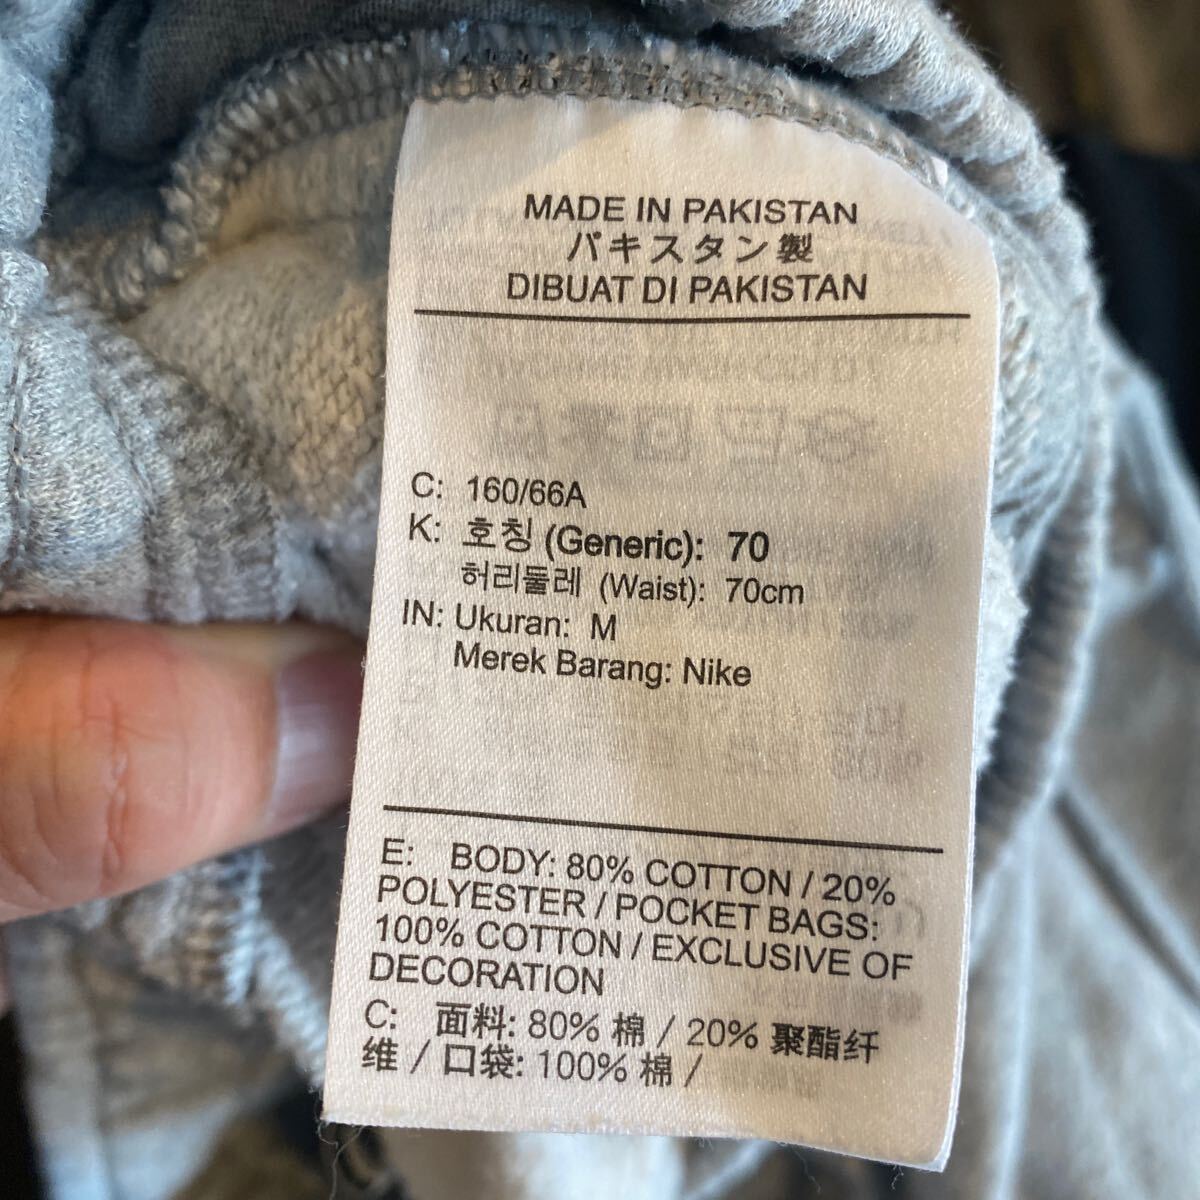 MADE IN PAKISTAN
パキスタン製
DIBUAT DI PAKISTAN
C: 160/66A
K: 호칭 (Generic): 70
허리둘레 (Waist): 70cm
IN: Ukuran: M
Merek Barang: Nike
E: BODY: 80% COTTON / 20%
POLYESTER / POCKET BAGS:
100% COTTON / EXCLUSIVE OF
DECORATION
C: 面料: 80% 棉 / 20% 聚酯纤
维 / 口袋: 100% 棉 /